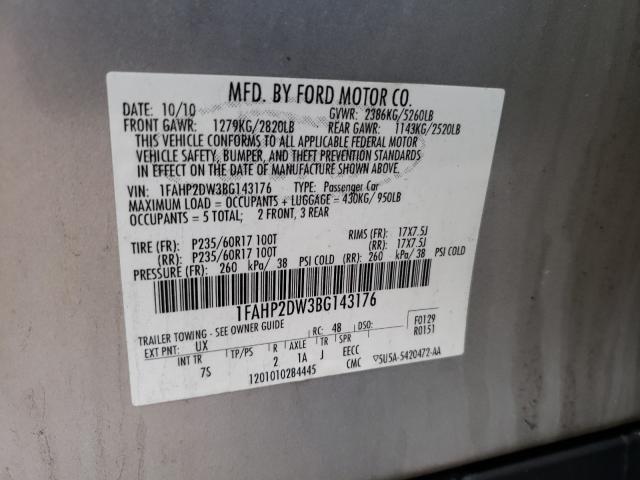 MFD. BY FORD MOTOR CO.
DATE: 10/10 GVWR: 2386KG/5260LB
FRONT GAWR: 1279KG/2820LB REAR GAWR: 1143KG/2520LB
THIS VEHICLE CONFORMS TO ALL APPLICABLE FEDERAL MOTOR
VEHICLE SAFETY, BUMPER, AND THEFT PREVENTION STANDARDS
IN EFFECT ON THE DATE OF MANUFACTURE SHOWN ABOVE.
VIN: 1FAHP2DW3BG143176 TYPE: Passenger Car
MAXIMUM LOAD = OCCUPANTS + LUGGAGE = 430KG/ 950LB
OCCUPANTS = 5 TOTAL; 2 FRONT, 3 REAR
TIRE (FR): P235/60R17 100T RIMS (FR): 17X7.5J
(RR): P235/60R17 100T (RR): 17X7.5J
PRESSURE (FR): 260 kPa/ 38 PSI COLD (RR): 260 kPa/ 38 PSI COLD
1FAHP2DW3BG143176
TRAILER TOWING - SEE OWNER GUIDE RC: 48 DSO: F0129
EXT PNT: UX R0151
INT TR TP/PS R AXLE TR SPR
7S 2 1A J EECC
1201010284445 CMC 5U5A-5420472-AA